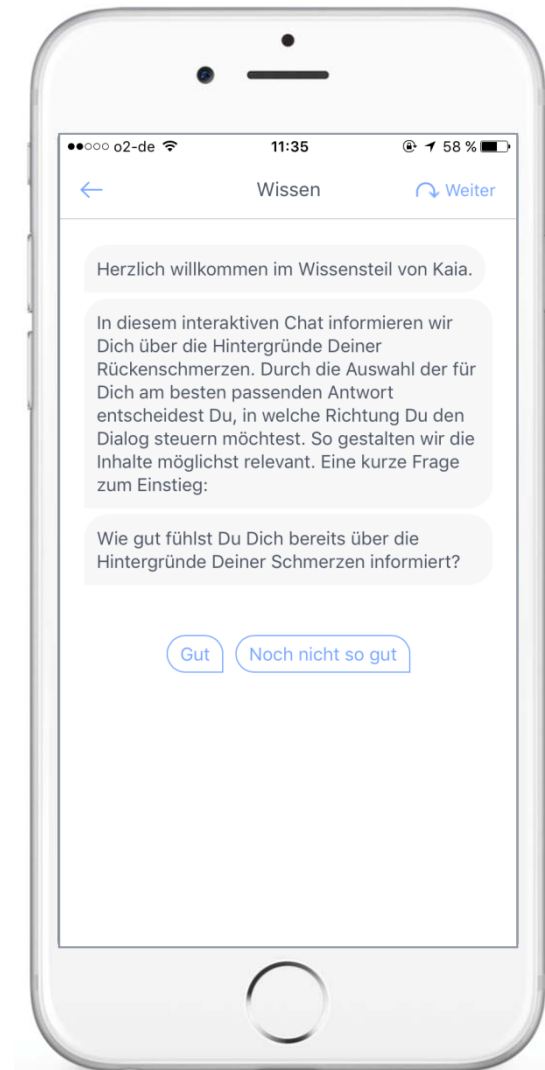 o2-de 11:35 58 %
Wissen Weiter
Herzlich willkommen im Wissensteil von Kaia.
In diesem interaktiven Chat informieren wir
Dich über die Hintergründe Deiner
Rückenschmerzen. Durch die Auswahl der für
Dich am besten passenden Antwort
entscheidest Du, in welche Richtung Du den
Dialog steuern möchtest. So gestalten wir die
Inhalte möglichst relevant. Eine kurze Frage
zum Einstieg:
Wie gut fühlst Du Dich bereits über die
Hintergründe Deiner Schmerzen informiert?
Gut Noch nicht so gut